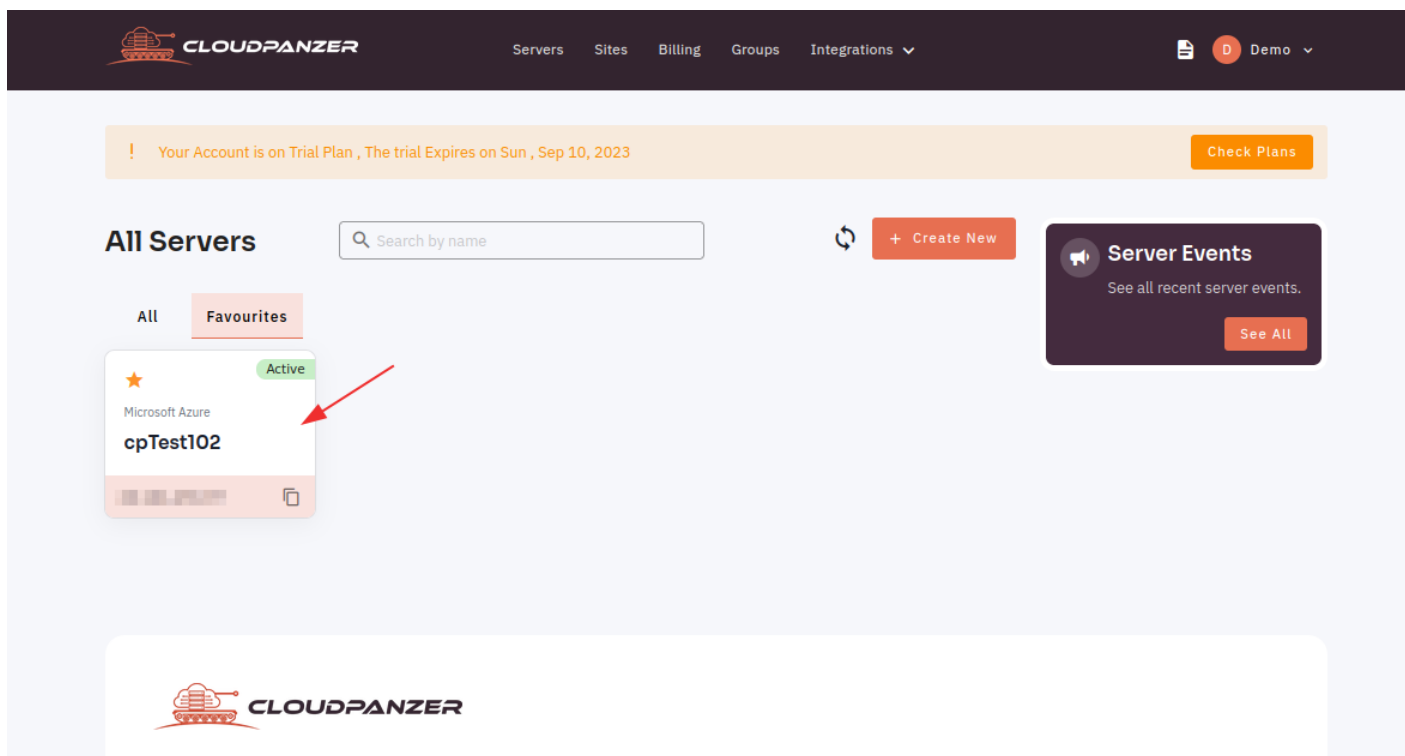 CLOUDPANZER
Servers Sites Billing Groups Integrations
D Demo
! Your Account is on Trial Plan , The trial Expires on Sun , Sep 10, 2023
Check Plans
All Servers
Search by name
+ Create New
Server Events
See all recent server events.
See All
All Favourites
Active
Microsoft Azure
cpTest102
CLOUDPANZER